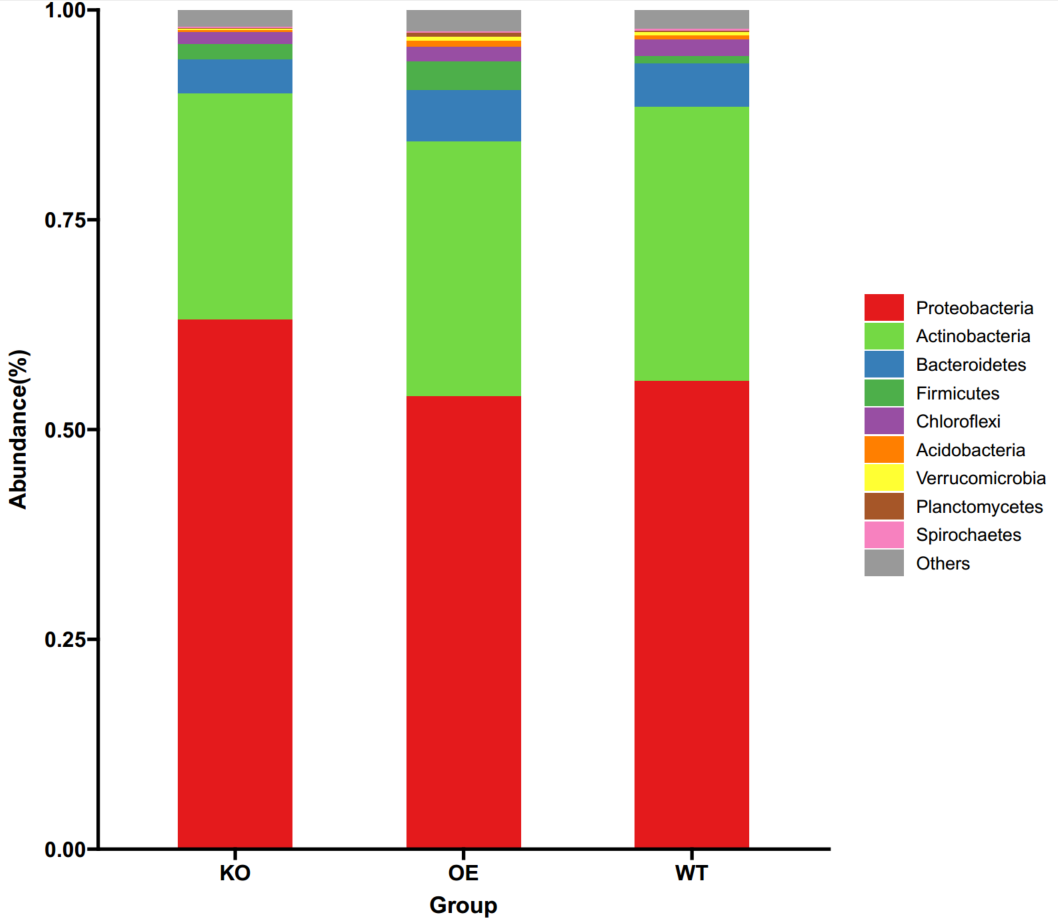 1.00
0.75
0.50
0.25
0.00
Abundance(%)
KO OE WT
Group
Proteobacteria
Actinobacteria
Bacteroidetes
Firmicutes
Chloroflexi
Acidobacteria
Verrucomicrobia
Planctomycetes
Spirochaetes
Others